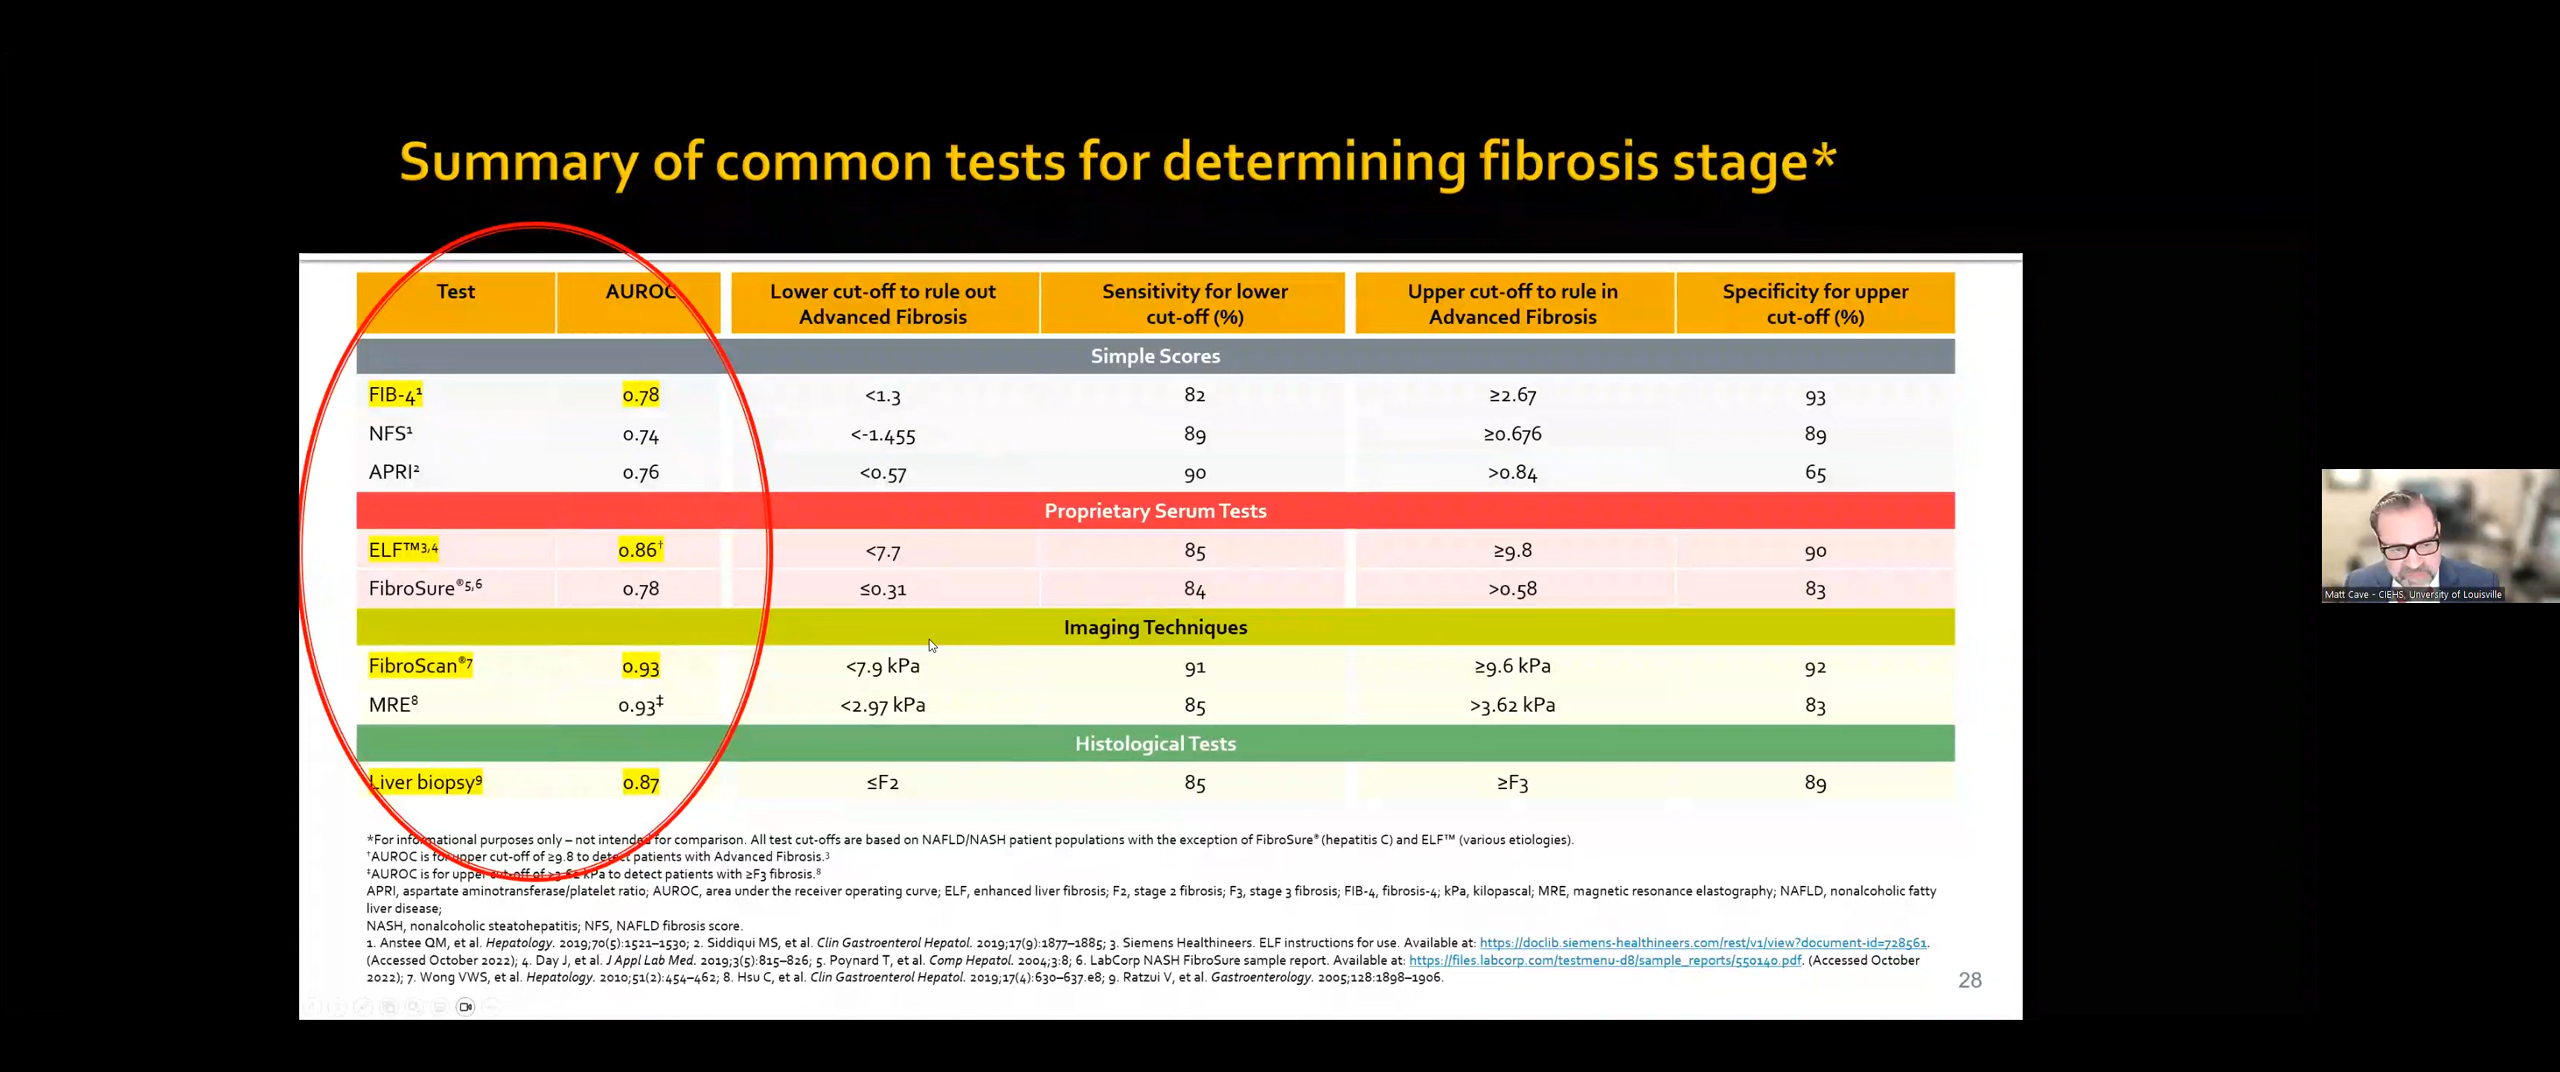 Summary of common tests for determining fibrosis stage*
Test AUROC Lower cut-off to rule out Advanced Fibrosis Sensitivity for lower cut-off (%) Upper cut-off to rule in Advanced Fibrosis Specificity for upper cut-off (%)
Simple Scores
FIB-4¹ 0.78 <1.3 82 ≥2.67 93
NFS¹ 0.74 <-1.455 89 ≥0.676 89
APRI² 0.76 <0.57 90 >0.84 65
Proprietary Serum Tests
ELF™³,⁴ 0.86† <7.7 85 ≥9.8 90
FibroSure®⁵,⁶ 0.78 ≤0.31 84 >0.58 83
Imaging Techniques
FibroScan®⁷ 0.93 <7.9 kPa 91 ≥9.6 kPa 92
MRE⁸ 0.93‡ <2.97 kPa 85 >3.62 kPa 83
Histological Tests
Liver biopsy⁹ 0.87 ≤F2 85 ≥F3 89
*For informational purposes only – not intended for comparison. All test cut-offs are based on NAFLD/NASH patient populations with the exception of FibroSure® (hepatitis C) and ELF™ (various etiologies).
†AUROC is for upper cut-off of ≥9.8 to detect patients with Advanced Fibrosis.³
‡AUROC is for upper cut-off of >3.62 kPa to detect patients with ≥F3 fibrosis.⁸
APRI, aspartate aminotransferase/platelet ratio; AUROC, area under the receiver operating curve; ELF, enhanced liver fibrosis; F2, stage 2 fibrosis; F3, stage 3 fibrosis; FIB-4, fibrosis-4; kPa, kilopascal; MRE, magnetic resonance elastography; NAFLD, nonalcoholic fatty
liver disease;
NASH, nonalcoholic steatohepatitis; NFS, NAFLD fibrosis score.
1. Anstee QM, et al. Hepatology. 2019;70(5):1521–1530; 2. Siddiqui MS, et al. Clin Gastroenterol Hepatol. 2019;17(9):1877–1885; 3. Siemens Healthineers. ELF instructions for use. Available at: https://doclib.siemens-healthineers.com/rest/v1/view?document-id=728561.
(Accessed October 2022); 4. Day J, et al. J Appl Lab Med. 2019;3(5):815–826; 5. Poynard T, et al. Comp Hepatol. 2004;3:8; 6. LabCorp NASH FibroSure sample report. Available at: https://files.labcorp.com/testmenu-d8/sample_reports/550140.pdf. (Accessed October
2022); 7. Wong VWS, et al. Hepatology. 2010;51(2):454–462; 8. Hsu C, et al. Clin Gastroenterol Hepatol. 2019;17(4):630–637.e8; 9. Ratzui V, et al. Gastroenterology. 2005;128:1898–1906.
28
Matt Cave - CIEHS, Unversity of Louisville